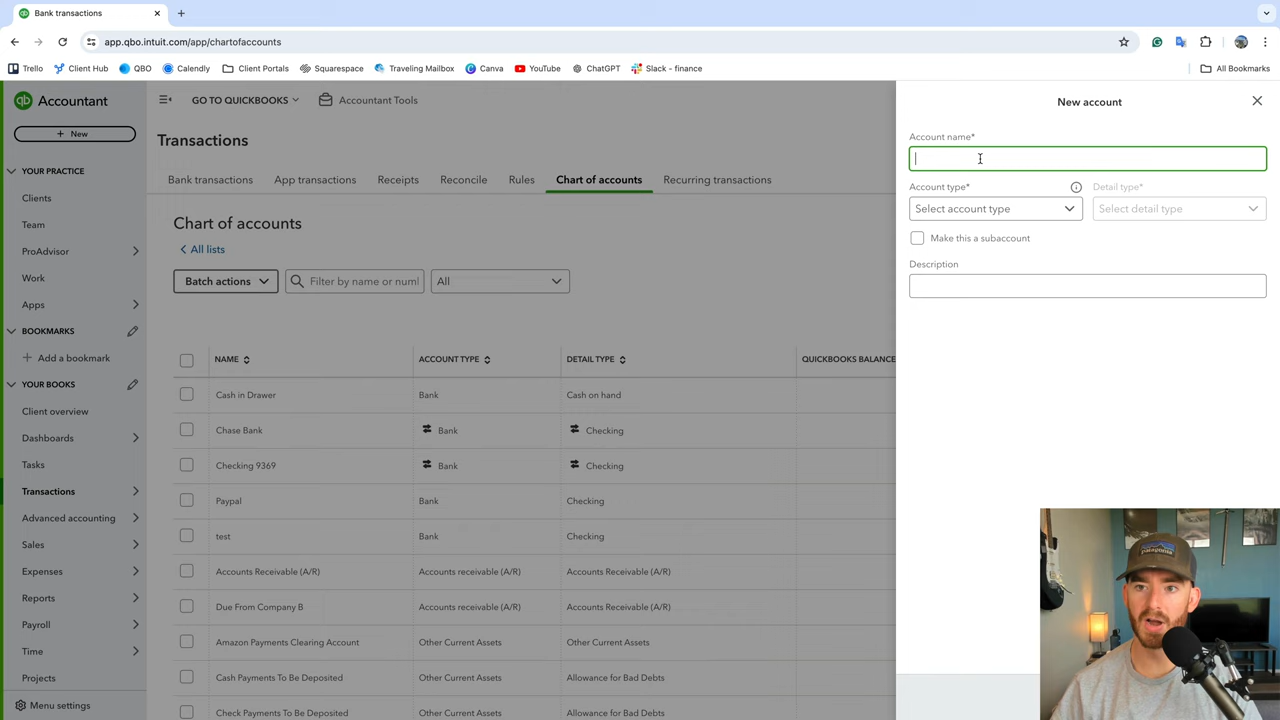 Bank transactions
app.qbo.intuit.com/app/chartofaccounts
Trello Client Hub QBO Calendly Client Portals Squarespace Traveling Mailbox Canva YouTube ChatGPT Slack - finance All Bookmarks
qb Accountant
GO TO QUICKBOOKS Accountant Tools
New account
+ New
Transactions
Account name*
YOUR PRACTICE
Bank transactions App transactions Receipts Reconcile Rules Chart of accounts Recurring transactions
Account type* Detail type*
Clients
Select account type Select detail type
Team
Chart of accounts
Make this a subaccount
ProAdvisor
All lists
Description
Work
Batch actions Filter by name or num! All
Apps
BOOKMARKS
+ Add a bookmark
NAME ACCOUNT TYPE DETAIL TYPE QUICKBOOKS BALANCE
YOUR BOOKS
Cash in Drawer Bank Cash on hand
Client overview
Chase Bank Bank Checking
Dashboards
Tasks
Checking 9369 Bank Checking
Transactions
Paypal Bank Checking
Advanced accounting
test Bank Checking
Sales
Expenses
Accounts Receivable (A/R) Accounts receivable (A/R) Accounts Receivable (A/R)
Reports
Due From Company B Accounts receivable (A/R) Accounts Receivable (A/R)
Payroll
Amazon Payments Clearing Account Other Current Assets Other Current Assets
Time
Projects
Cash Payments To Be Deposited Other Current Assets Allowance for Bad Debts
Menu settings
Check Payments To Be Deposited Other Current Assets Allowance for Bad Debts
patagonia